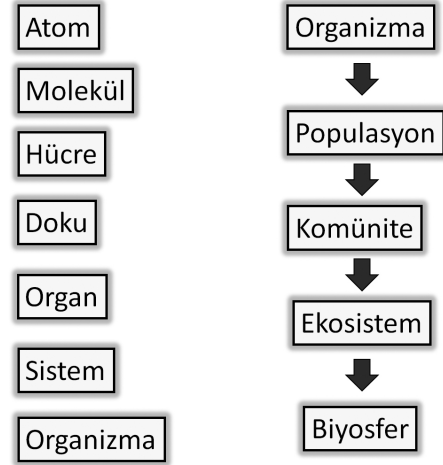 Atom
Molekül
Hücre
Doku
Organ
Sistem
Organizma
Organizma
Populasyon
Komünite
Ekosistem
Biyosfer